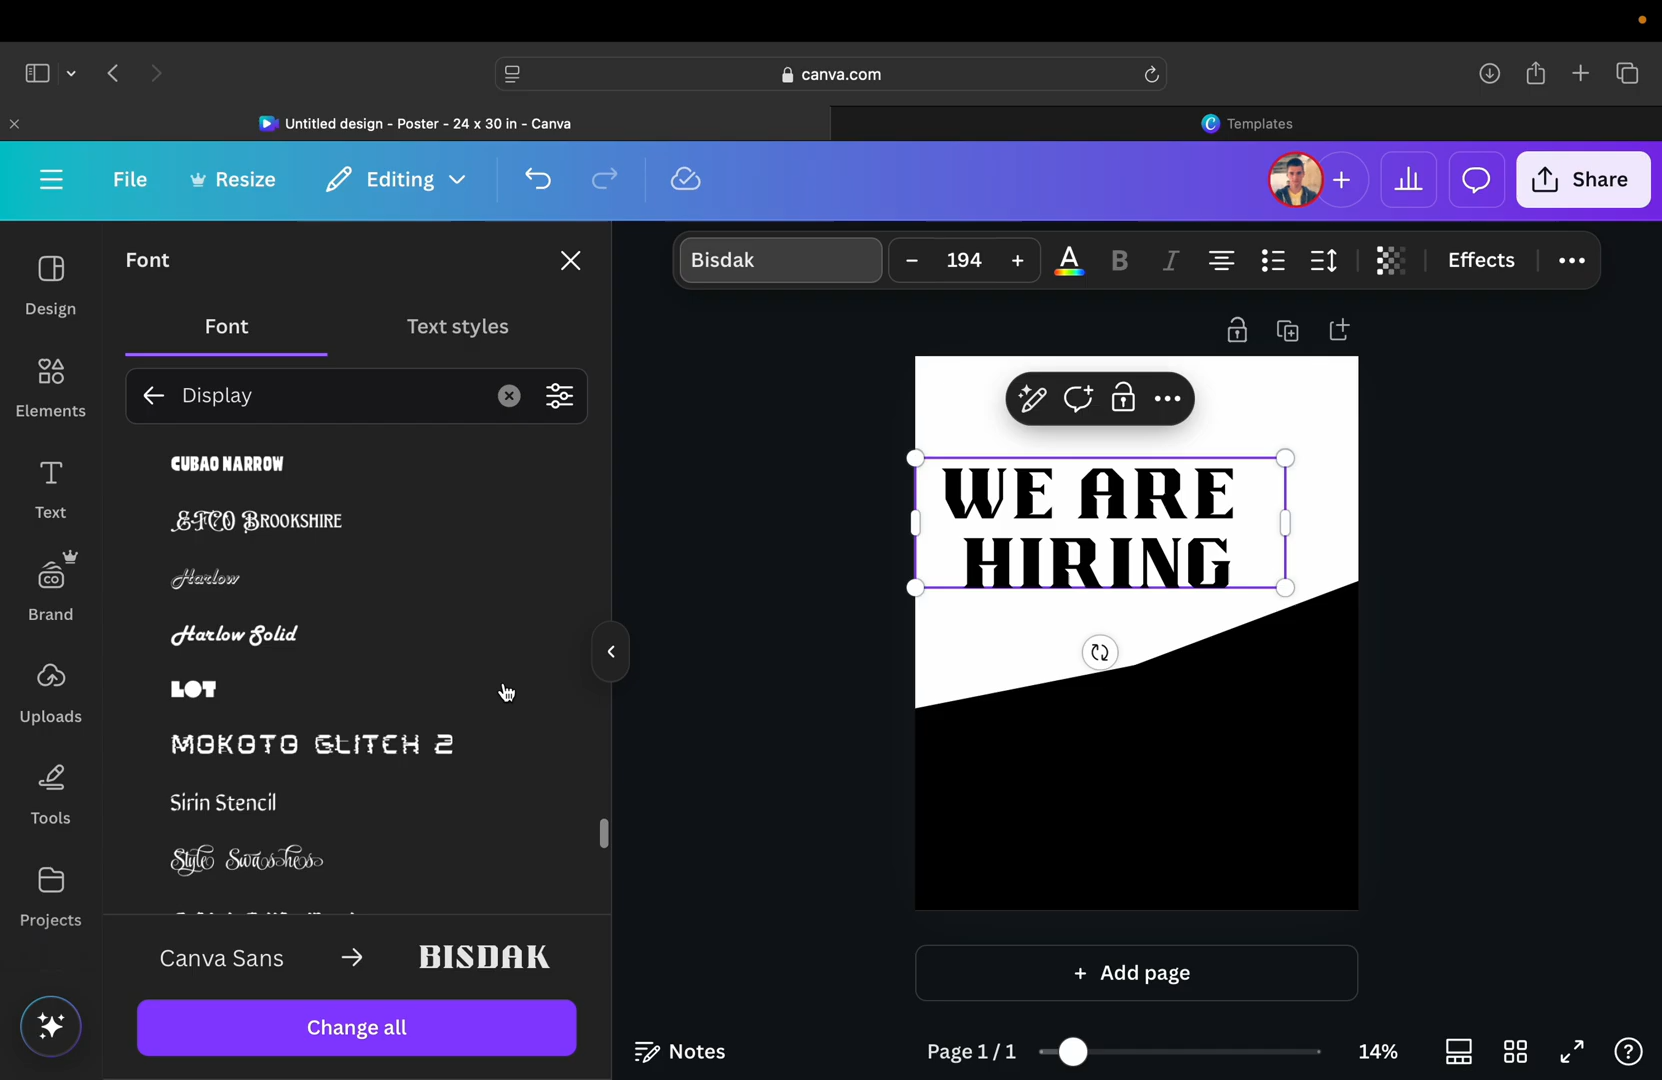 canva.com
Untitled design - Poster - 24 x 30 in - Canva
Templates
File
Resize
Editing
Share
Design
Elements
Text
Brand
Uploads
Tools
Projects
Font
Font
Text styles
Display
CUBAO NARROW
EFCO BROOKSHIRE
Harlow
Harlow Solid
LOT
MOKOTO GLITCH 2
Sirin Stencil
Style Swashes
Canva Sans → BISDAK
Change all
Bisdak
− 194 +
A
B
I
Effects
WE ARE
HIRING
+ Add page
Notes
Page 1 / 1
14%